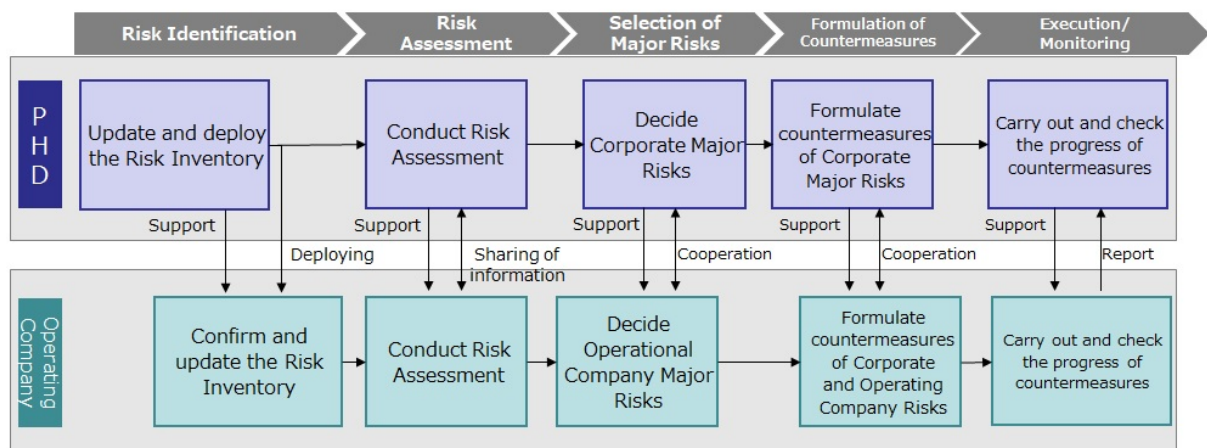 Risk Identification
Risk
Assessment
Selection of
Major Risks
Formulation of
Countermeasures
Execution/
Monitoring
P
H
D
Update and deploy
the Risk Inventory
Conduct Risk
Assessment
Decide
Corporate Major
Risks
Formulate
countermeasures
of Corporate
Major Risks
Carry out and check
the progress of
countermeasures
Support
Deploying
Support
Sharing of
information
Support
Cooperation
Support
Cooperation
Support
Report
Operating
Company
Confirm and
update the Risk
Inventory
Conduct Risk
Assessment
Decide
Operational
Company Major
Risks
Formulate
countermeasures
of Corporate
and Operating
Company Risks
Carry out and check
the progress of
countermeasures